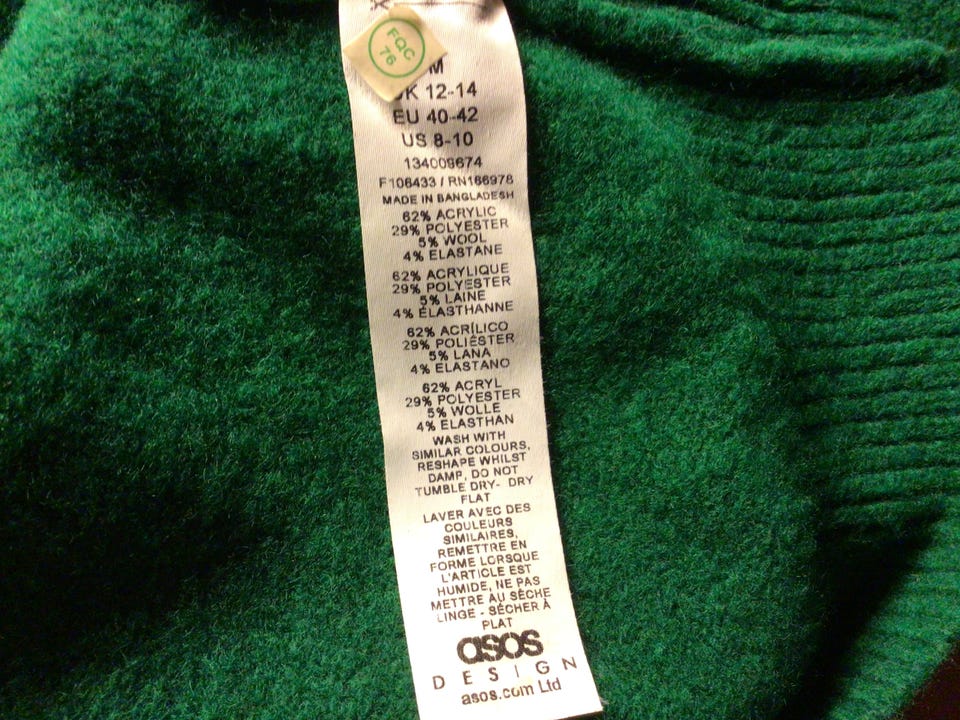 FQC
76
M
UK 12-14
EU 40-42
US 8-10
134009674
F106433 / RN166978
MADE IN BANGLADESH
62% ACRYLIC
29% POLYESTER
5% WOOL
4% ELASTANE
62% ACRYLIQUE
29% POLYESTER
5% LAINE
4% ÉLASTHANNE
62% ACRÍLICO
29% POLIÉSTER
5% LANA
4% ELASTANO
62% ACRYL
29% POLYESTER
5% WOLLE
4% ELASTHAN
WASH WITH
SIMILAR COLOURS,
RESHAPE WHILST
DAMP, DO NOT
TUMBLE DRY- DRY
FLAT
LAVER AVEC DES
COULEURS
SIMILAIRES,
REMETTRE EN
FORME LORSQUE
L'ARTICLE EST
HUMIDE, NE PAS
METTRE AU SÈCHE
LINGE - SÉCHER À
PLAT
asos
DESIGN
asos.com Ltd